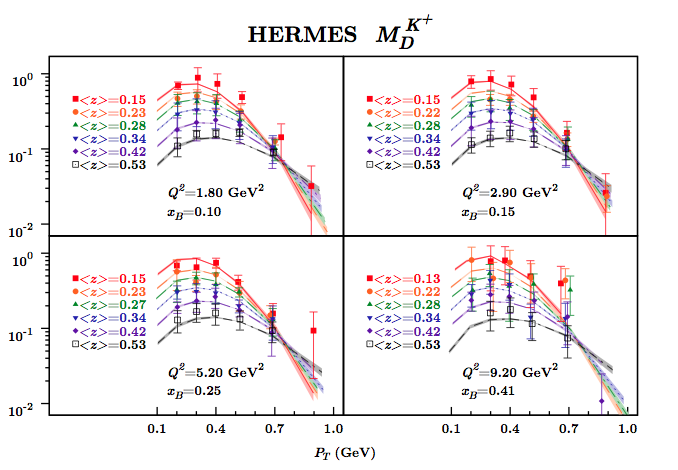 HERMES M_D^{K^+}
10^0
10^{-1}
10^{-2}
<z>=0.15
<z>=0.23
<z>=0.28
<z>=0.34
<z>=0.42
<z>=0.53
Q^2=1.80 GeV^2
x_B=0.10
<z>=0.15
<z>=0.22
<z>=0.28
<z>=0.34
<z>=0.42
<z>=0.53
Q^2=2.90 GeV^2
x_B=0.15
10^0
10^{-1}
10^{-2}
<z>=0.15
<z>=0.23
<z>=0.27
<z>=0.34
<z>=0.42
<z>=0.53
Q^2=5.20 GeV^2
x_B=0.25
<z>=0.13
<z>=0.22
<z>=0.28
<z>=0.34
<z>=0.42
<z>=0.53
Q^2=9.20 GeV^2
x_B=0.41
0.1 0.4 0.7 0.1 0.4 0.7 1.0
P_T (GeV)